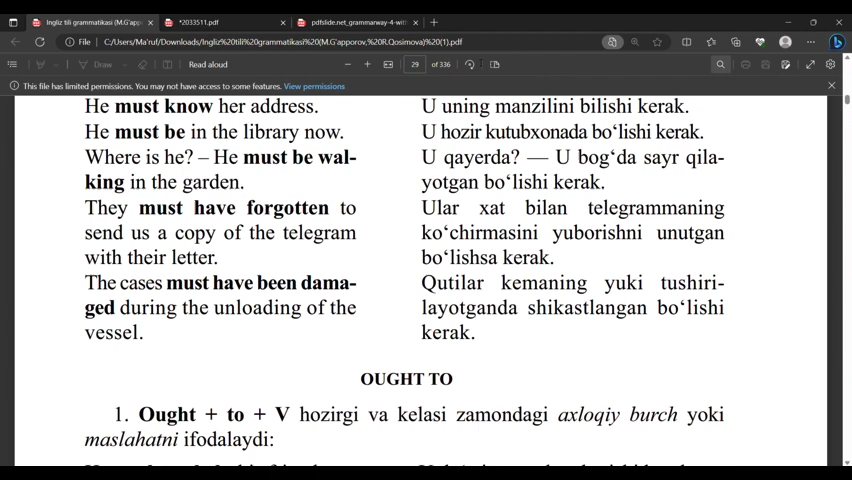 Ingliz tili grammatikasi (M.G'appo
*2033511.pdf
pdfslide.net_grammarway-4-with
File
C:/Users/Ma'ruf/Downloads/Ingliz%20tili%20grammatikasi%20(M.G'apporov,%20R.Qosimova)%20(1).pdf
Draw
Read aloud
29 of 336
This file has limited permissions. You may not have access to some features. View permissions
He must know her address.
U uning manzilini bilishi kerak.
He must be in the library now.
U hozir kutubxonada bo‘lishi kerak.
Where is he? – He must be wal-
U qayerda? — U bog‘da sayr qila-
king in the garden.
yotgan bo‘lishi kerak.
They must have forgotten to
Ular xat bilan telegrammaning
send us a copy of the telegram
ko‘chirmasini yuborishni unutgan
with their letter.
bo‘lishsa kerak.
The cases must have been dama-
Qutilar kemaning yuki tushiri-
ged during the unloading of the
layotganda shikastlangan bo‘lishi
vessel.
kerak.
OUGHT TO
1. Ought + to + V hozirgi va kelasi zamondagi axloqiy burch yoki
maslahatni ifodalaydi: